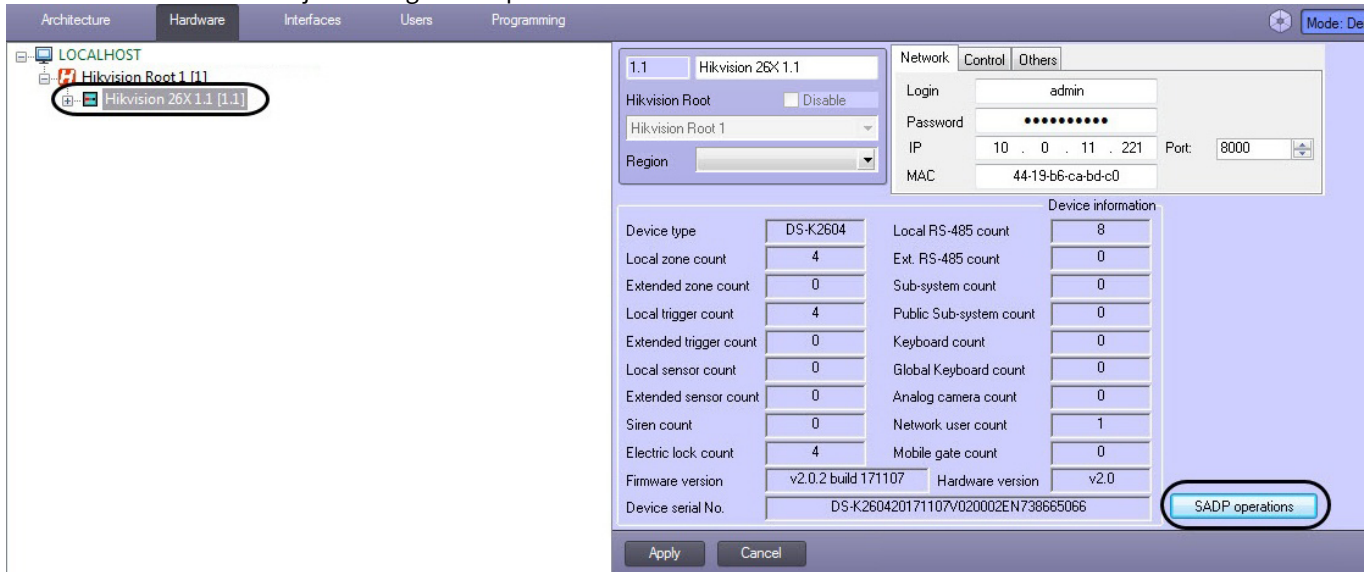 Architecture Hardware Interfaces Users Programming Mode: De
LOCALHOST
Hikvision Root 1 [1]
Hikvision 26X 1.1 [1.1]
1.1 Hikvision 26X 1.1
Hikvision Root Disable
Hikvision Root 1
Region
Network Control Others
Login admin
Password ••••••••••
IP 10 . 0 . 11 . 221 Port: 8000
MAC 44-19-b6-ca-bd-c0
Device information
Device type DS-K2604 Local RS-485 count 8
Local zone count 4 Ext. RS-485 count 0
Extended zone count 0 Sub-system count 0
Local trigger count 4 Public Sub-system count 0
Extended trigger count 0 Keyboard count 0
Local sensor count 0 Global Keyboard count 0
Extended sensor count 0 Analog camera count 0
Siren count 0 Network user count 1
Electric lock count 4 Mobile gate count 0
Firmware version v2.0.2 build 171107 Hardware version v2.0
Device serial No. DS-K260420171107V020002EN738665066 SADP operations
Apply Cancel